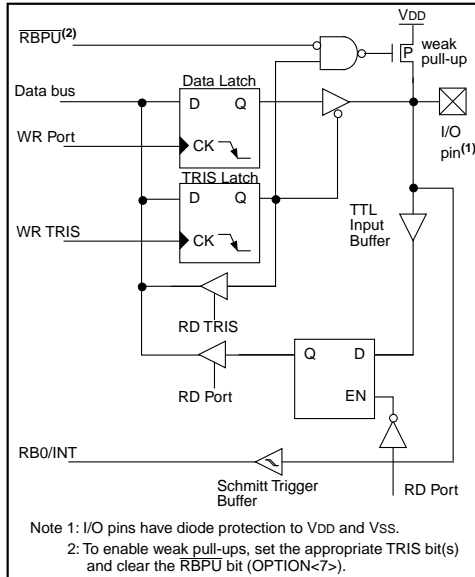 VDD
RBPU(2)
P
weak
pull-up
Data Latch
Data bus
D
Q
I/O
pin(1)
WR Port
CK
TRIS Latch
D
Q
TTL
Input
Buffer
WR TRIS
CK
RD TRIS
Q
D
RD Port
EN
RB0/INT
Schmitt Trigger
Buffer
RD Port
Note 1: I/O pins have diode protection to VDD and VSS.
2: To enable weak pull-ups, set the appropriate TRIS bit(s)
and clear the RBPU bit (OPTION<7>).